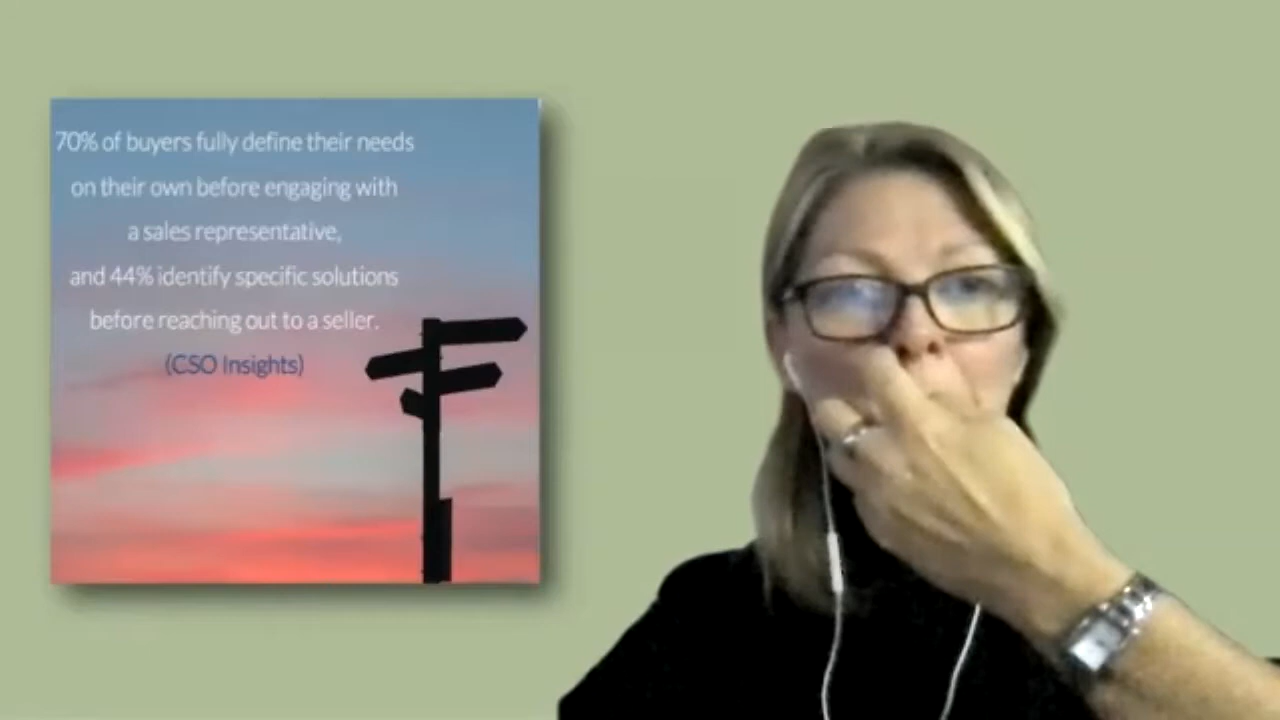 70% of buyers fully define their needs
on their own before engaging with
a sales representative,
and 44% identify specific solutions
before reaching out to a seller.
(CSO Insights)